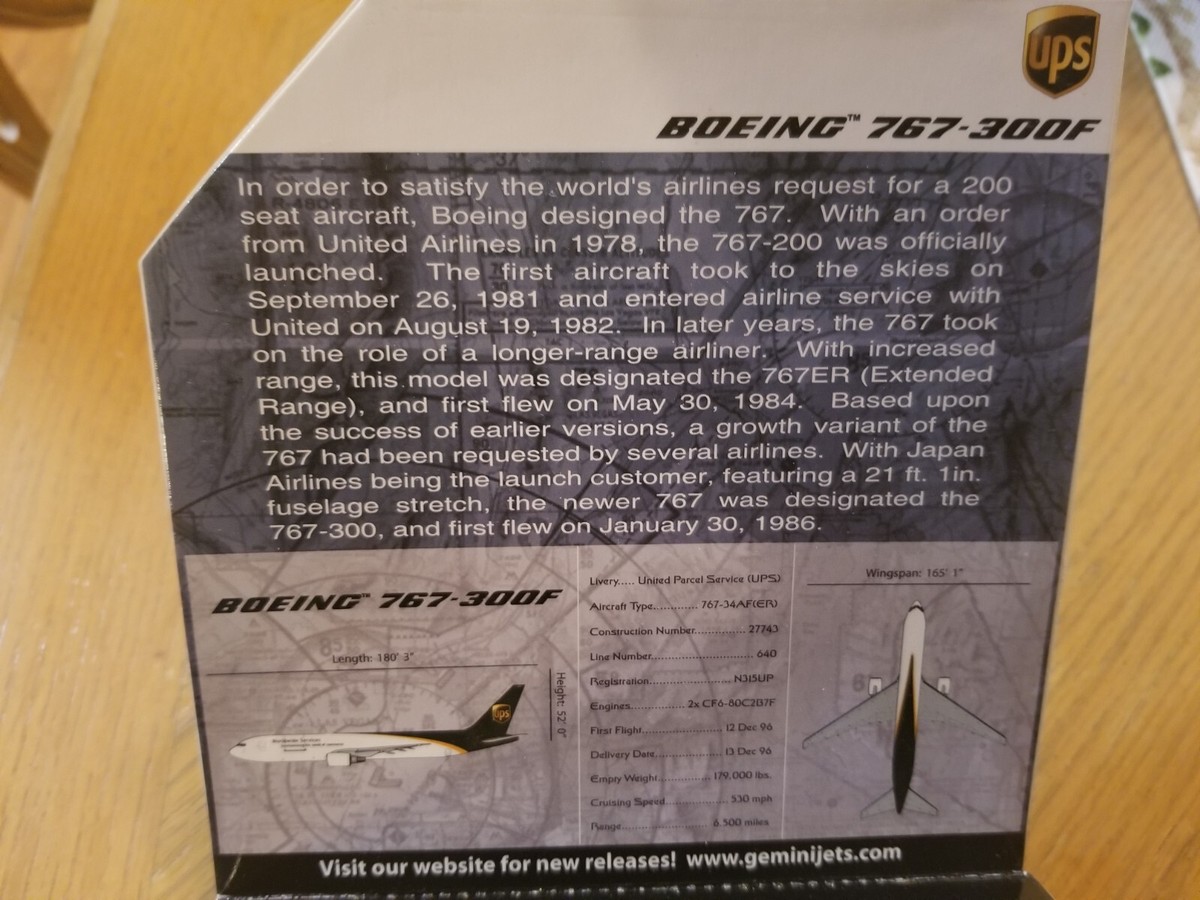 ups
BOEING™ 767-300F
In order to satisfy the world's airlines request for a 200
seat aircraft, Boeing designed the 767. With an order
from United Airlines in 1978, the 767-200 was officially
launched. The first aircraft took to the skies on
September 26, 1981 and entered airline service with
United on August 19, 1982. In later years, the 767 took
on the role of a longer-range airliner. With increased
range, this model was designated the 767ER (Extended
Range), and first flew on May 30, 1984. Based upon
the success of earlier versions, a growth variant of the
767 had been requested by several airlines. With Japan
Airlines being the launch customer, featuring a 21 ft. 1in.
fuselage stretch, the newer 767 was designated the
767-300, and first flew on January 30, 1986.
BOEING™ 767-300F
Length: 180' 3"
Height: 52' 0"
ups
Worldwide Services
Livery..... United Parcel Service (UPS)
Aircraft Type............ 767-34AF(ER)
Construction Number.............. 27743
Line Number.......................... 640
Registration..................... N315UP
Engines.............. 2x CF6-80C2B7F
First Flight..................... 12 Dec 96
Delivery Date................. 13 Dec 96
Empty Weight............. 179,000 lbs.
Cruising Speed................ 530 mph
Range....................... 6,500 miles
Wingspan: 165' 1"
Visit our website for new releases! www.geminijets.com